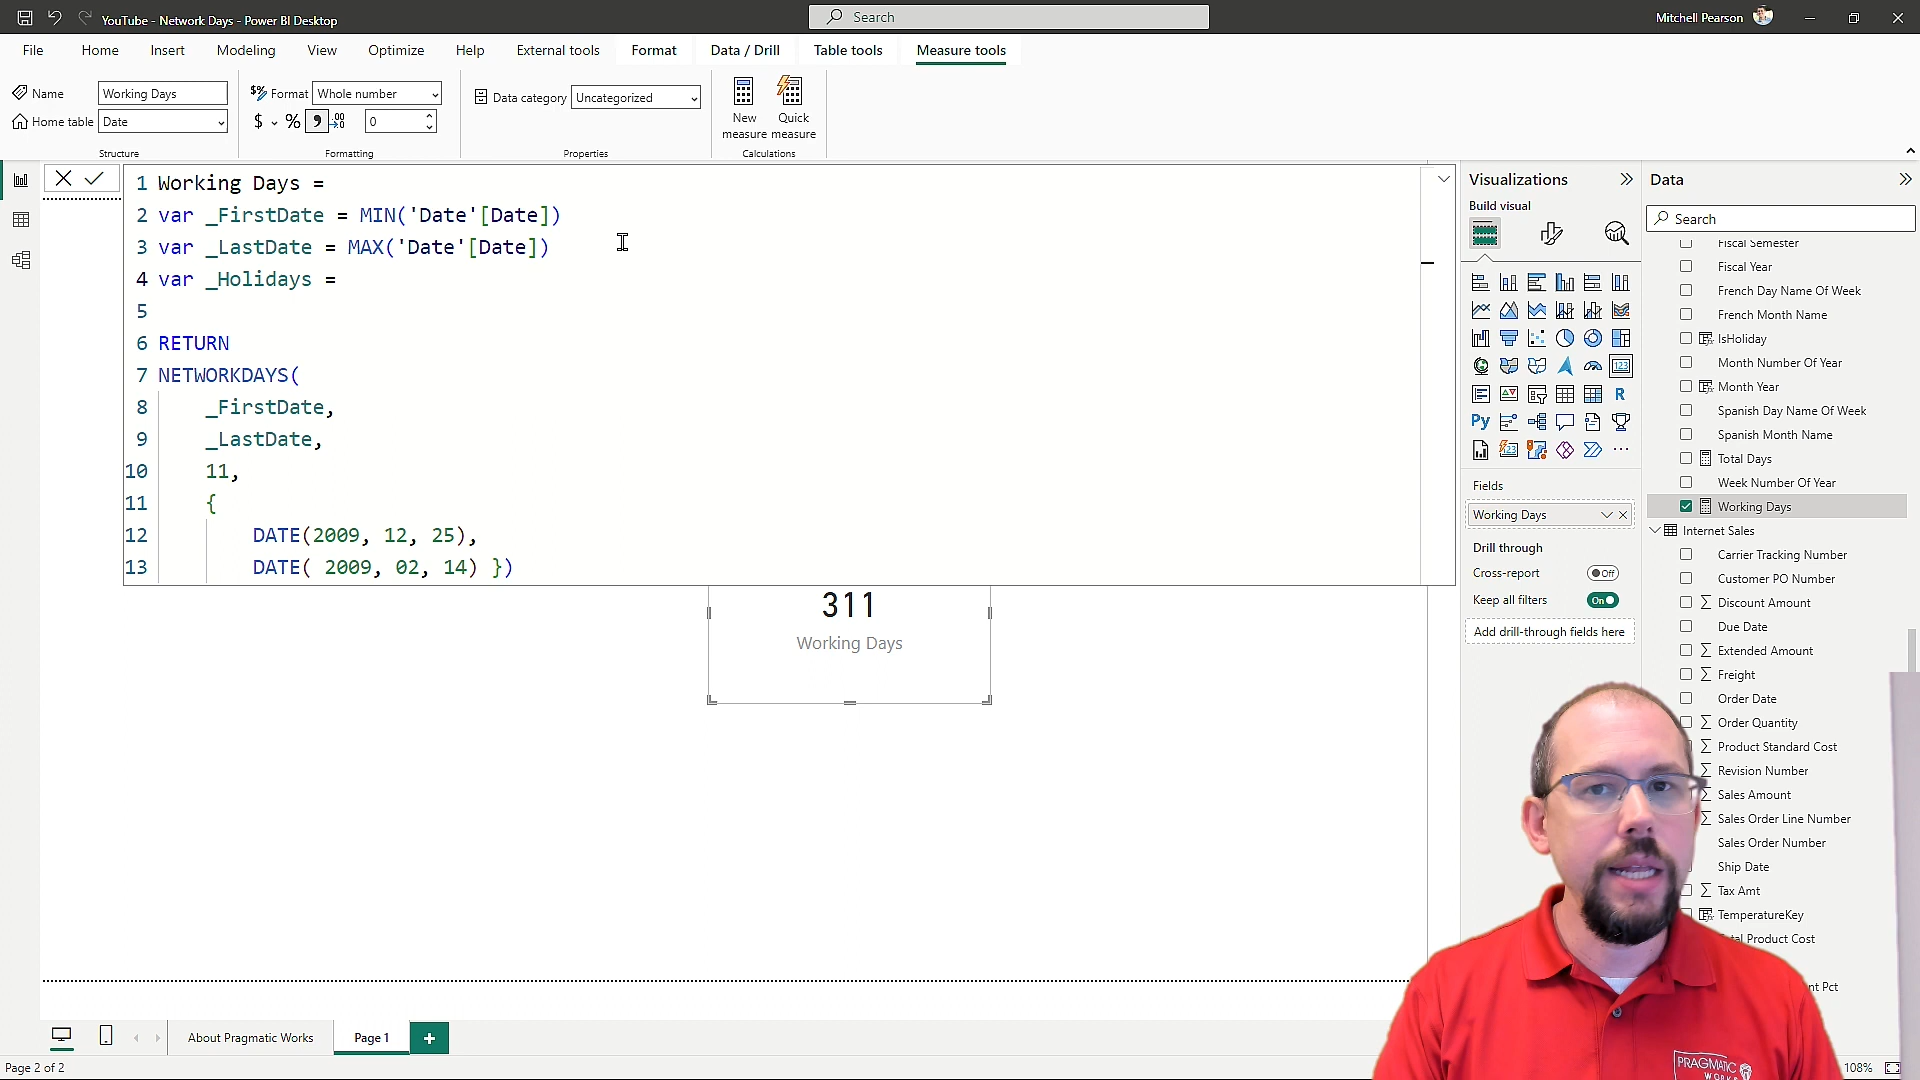 YouTube - Network Days - Power BI Desktop
Search
Mitchell Pearson
File
Home
Insert
Modeling
View
Optimize
Help
External tools
Format
Data / Drill
Table tools
Measure tools
Name
Working Days
Home table
Date
Structure
$% Format
Whole number
$ % 9 .00
0
Formatting
Data category
Uncategorized
Properties
New measure
Quick measure
Calculations
1 Working Days =
2 var _FirstDate = MIN('Date'[Date])
3 var _LastDate = MAX('Date'[Date])
4 var _Holidays =
5
6 RETURN
7 NETWORKDAYS(
8 _FirstDate,
9 _LastDate,
10 11,
11 {
12 DATE(2009, 12, 25),
13 DATE( 2009, 02, 14) })
311
Working Days
Visualizations
Build visual
123
R
Py
Fields
Working Days
Drill through
Cross-report
Off
Keep all filters
On
Add drill-through fields here
Data
Search
Fiscal Semester
Fiscal Year
French Day Name Of Week
French Month Name
IsHoliday
Month Number Of Year
Month Year
Spanish Day Name Of Week
Spanish Month Name
Total Days
Week Number Of Year
Working Days
Internet Sales
Carrier Tracking Number
Customer PO Number
Discount Amount
Due Date
Extended Amount
Freight
Order Date
Order Quantity
Product Standard Cost
Revision Number
Sales Amount
Sales Order Line Number
Sales Order Number
Ship Date
Tax Amt
TemperatureKey
Product Cost
Pct
PRAGMATIC
WORKS
About Pragmatic Works
Page 1
Page 2 of 2
108%